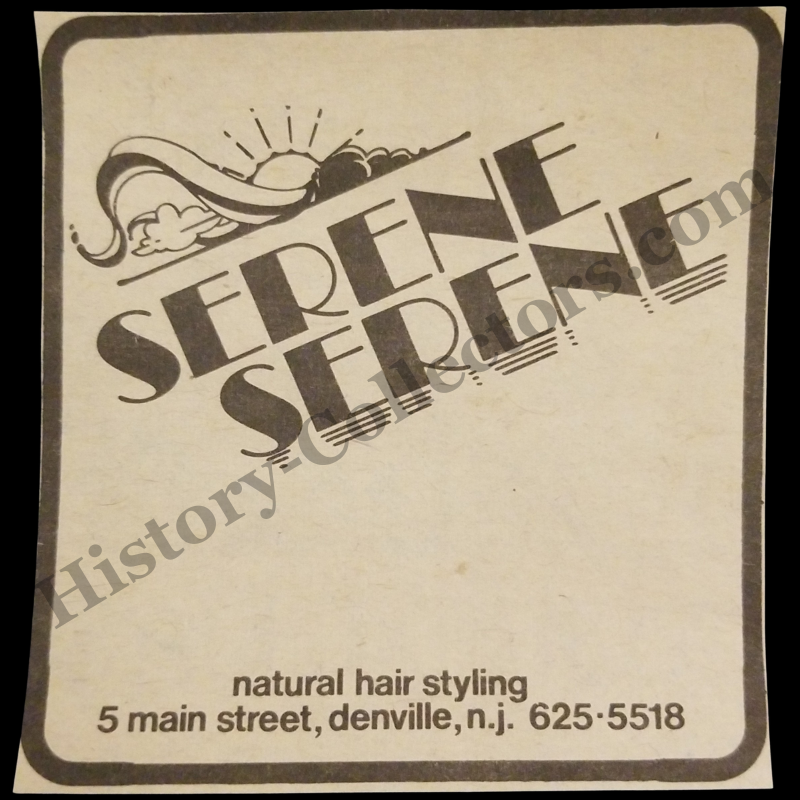 SERENE
SERENE
History-Collectors.com
natural hair styling
5 main street, denville, n.j. 625·5518